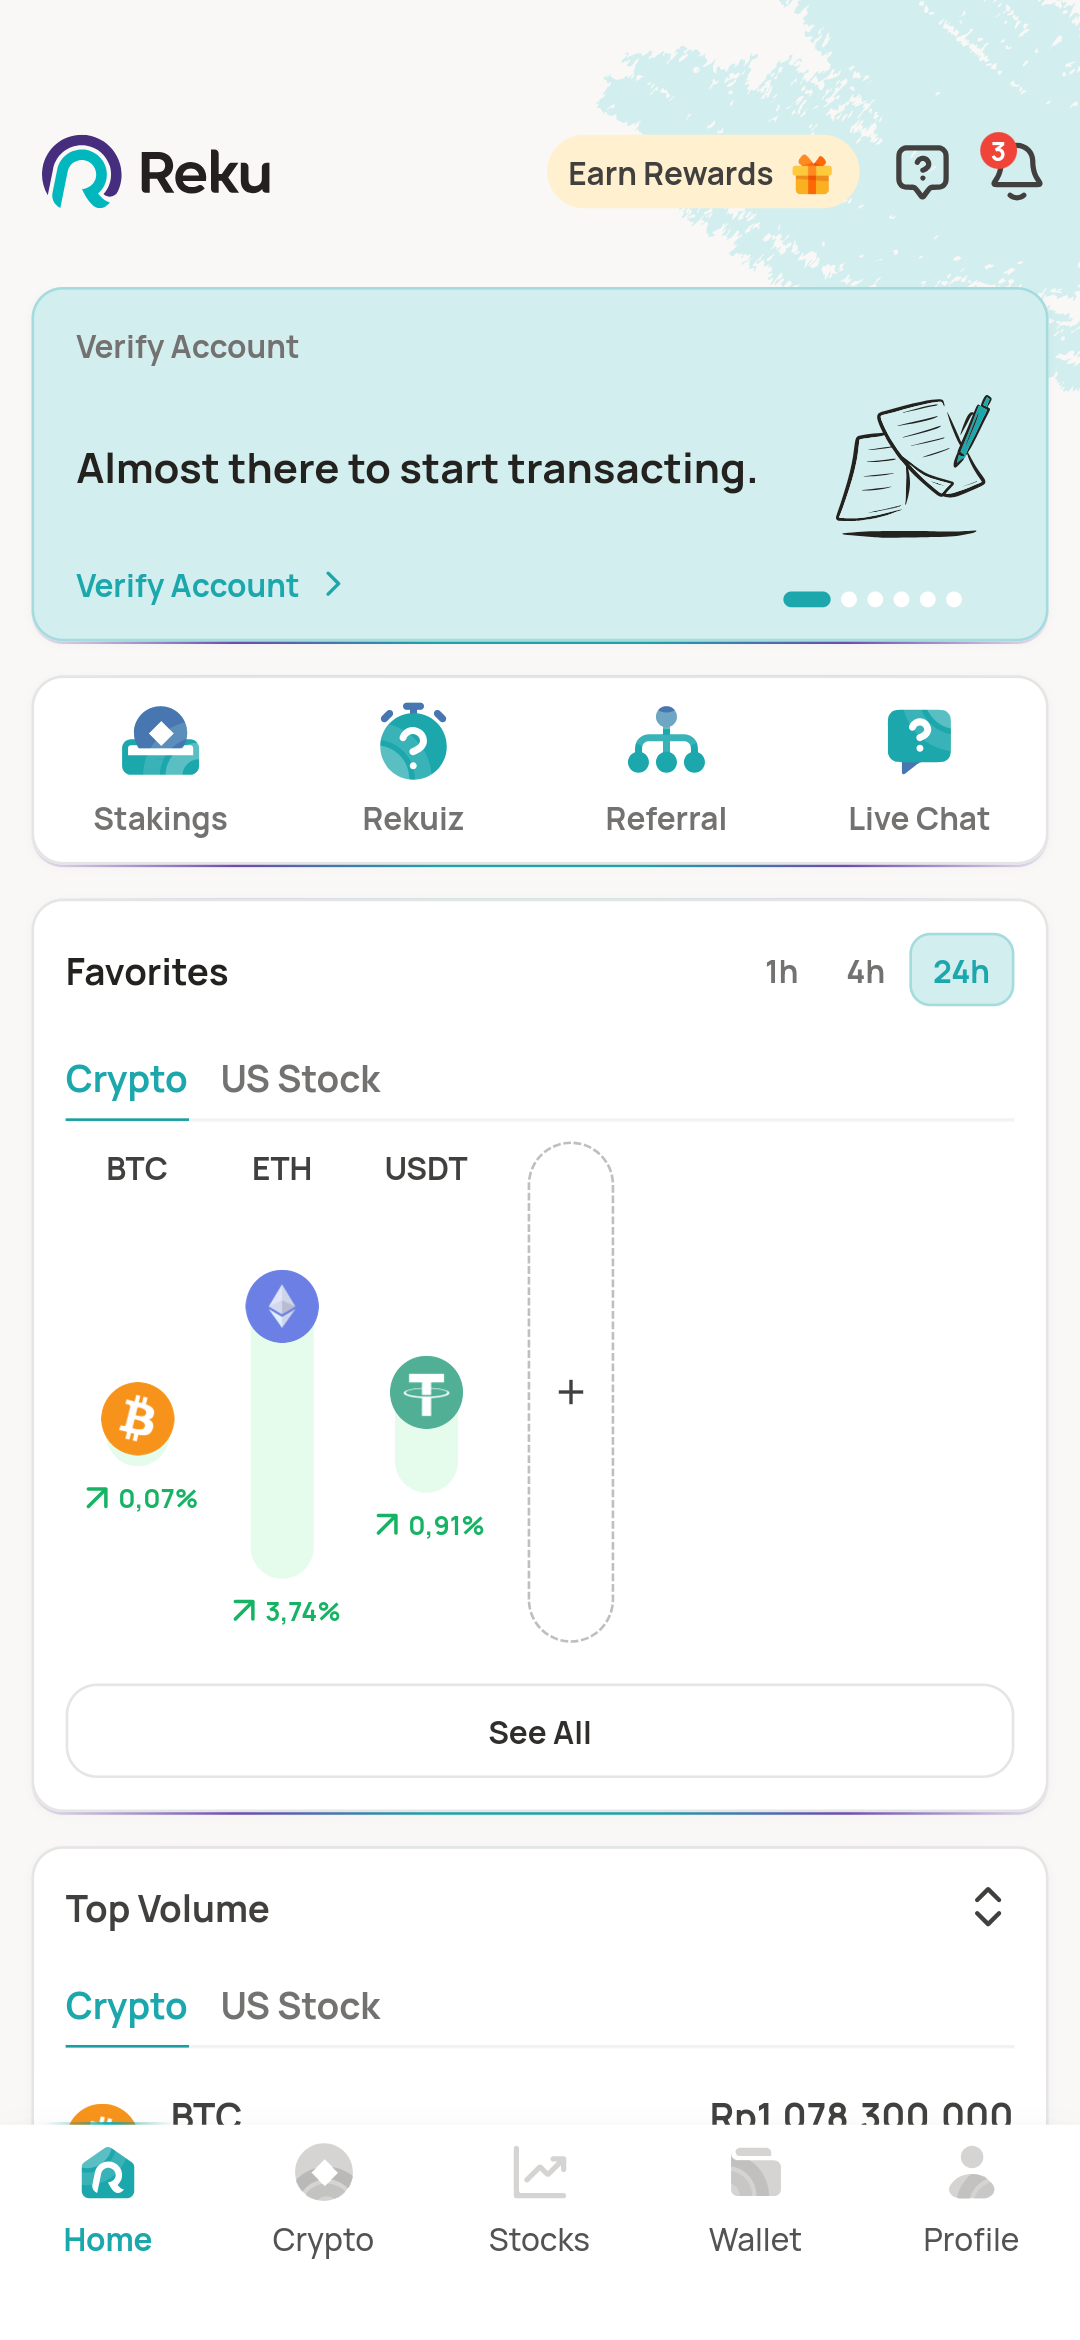 Reku
Earn Rewards
3
Verify Account
Almost there to start transacting.
Verify Account
Stakings
Rekuiz
Referral
Live Chat
Favorites
1h
4h
24h
Crypto
US Stock
BTC
ETH
USDT
0,07%
0,91%
3,74%
See All
Top Volume
Crypto
US Stock
BTC
Rp1.078.300.000
Home
Crypto
Stocks
Wallet
Profile